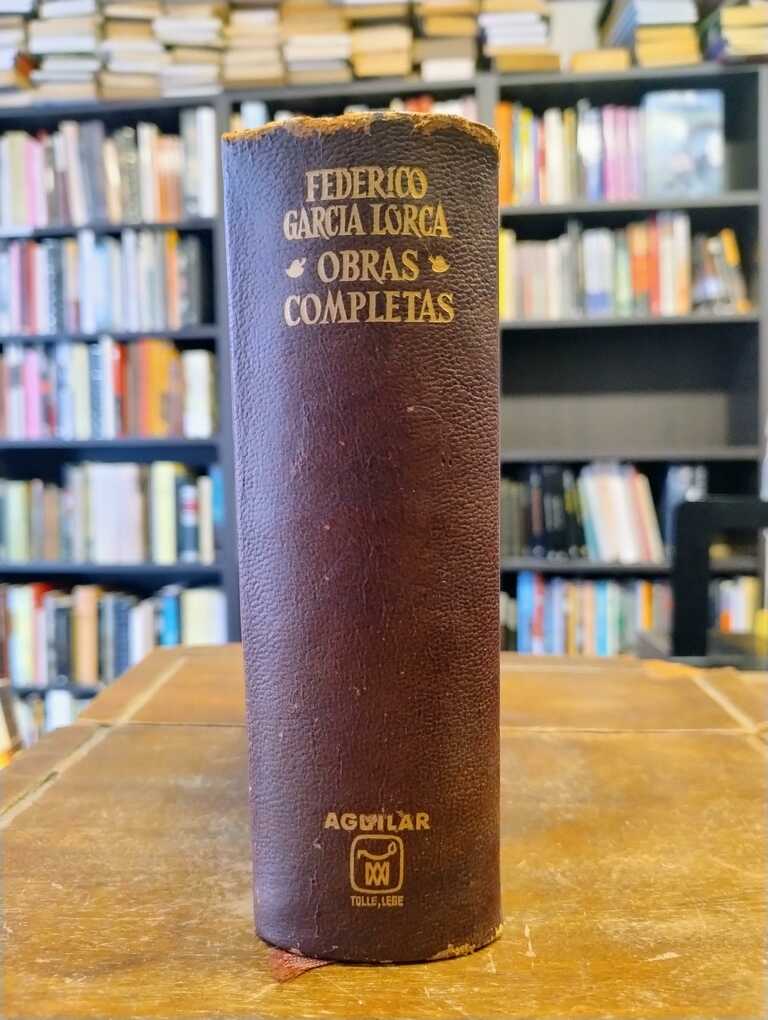 FEDERICO
GARCIA LORCA
OBRAS
COMPLETAS
AGUILAR
TOLLE, LEGE